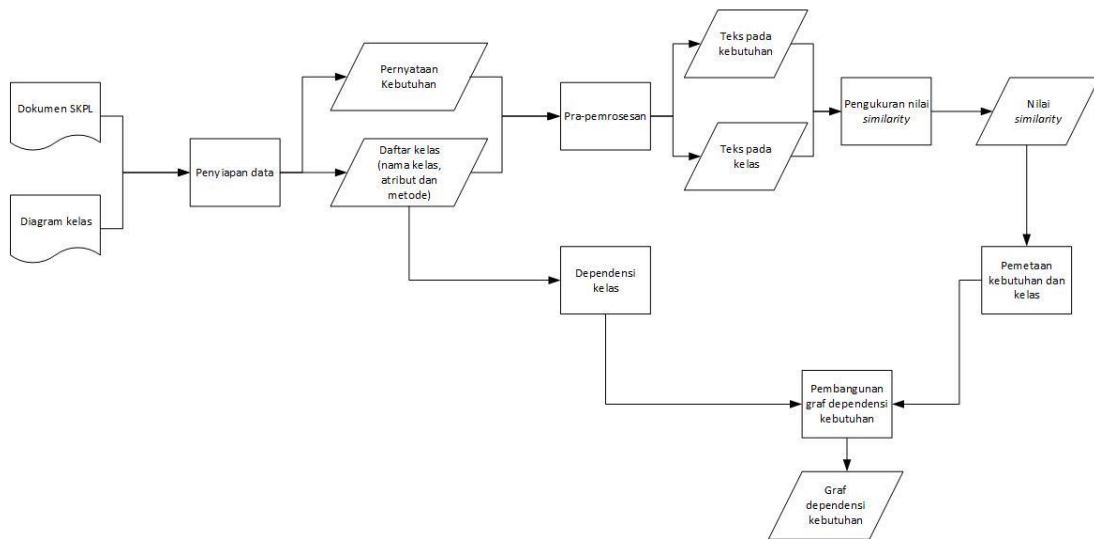 Dokumen SKPL
Diagram kelas
Penyiapan data
Pernyataan
Kebutuhan
Daftar kelas
(nama kelas,
atribut dan
metode)
Pra-pemrosesan
Teks pada
kebutuhan
Teks pada
kelas
Pengukuran nilai
similarity
Nilai
similarity
Dependensi
kelas
Pemetaan
kebutuhan dan
kelas
Pembangunan
graf dependensi
kebutuhan
Graf
dependensi
kebutuhan